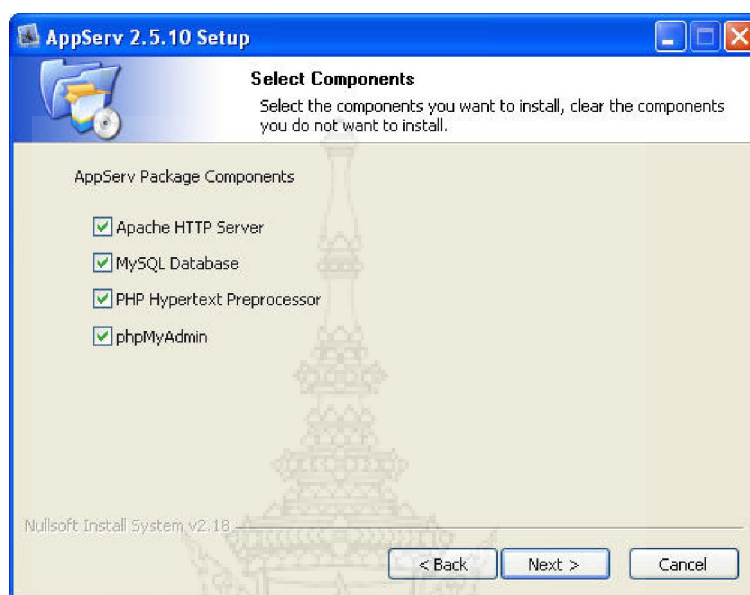 AppServ 2.5.10 Setup
Select Components
Select the components you want to install, clear the components
you do not want to install.
AppServ Package Components
Apache HTTP Server
MySQL Database
PHP Hypertext Preprocessor
phpMyAdmin
Nullsoft Install System v2.18
< Back Next > Cancel